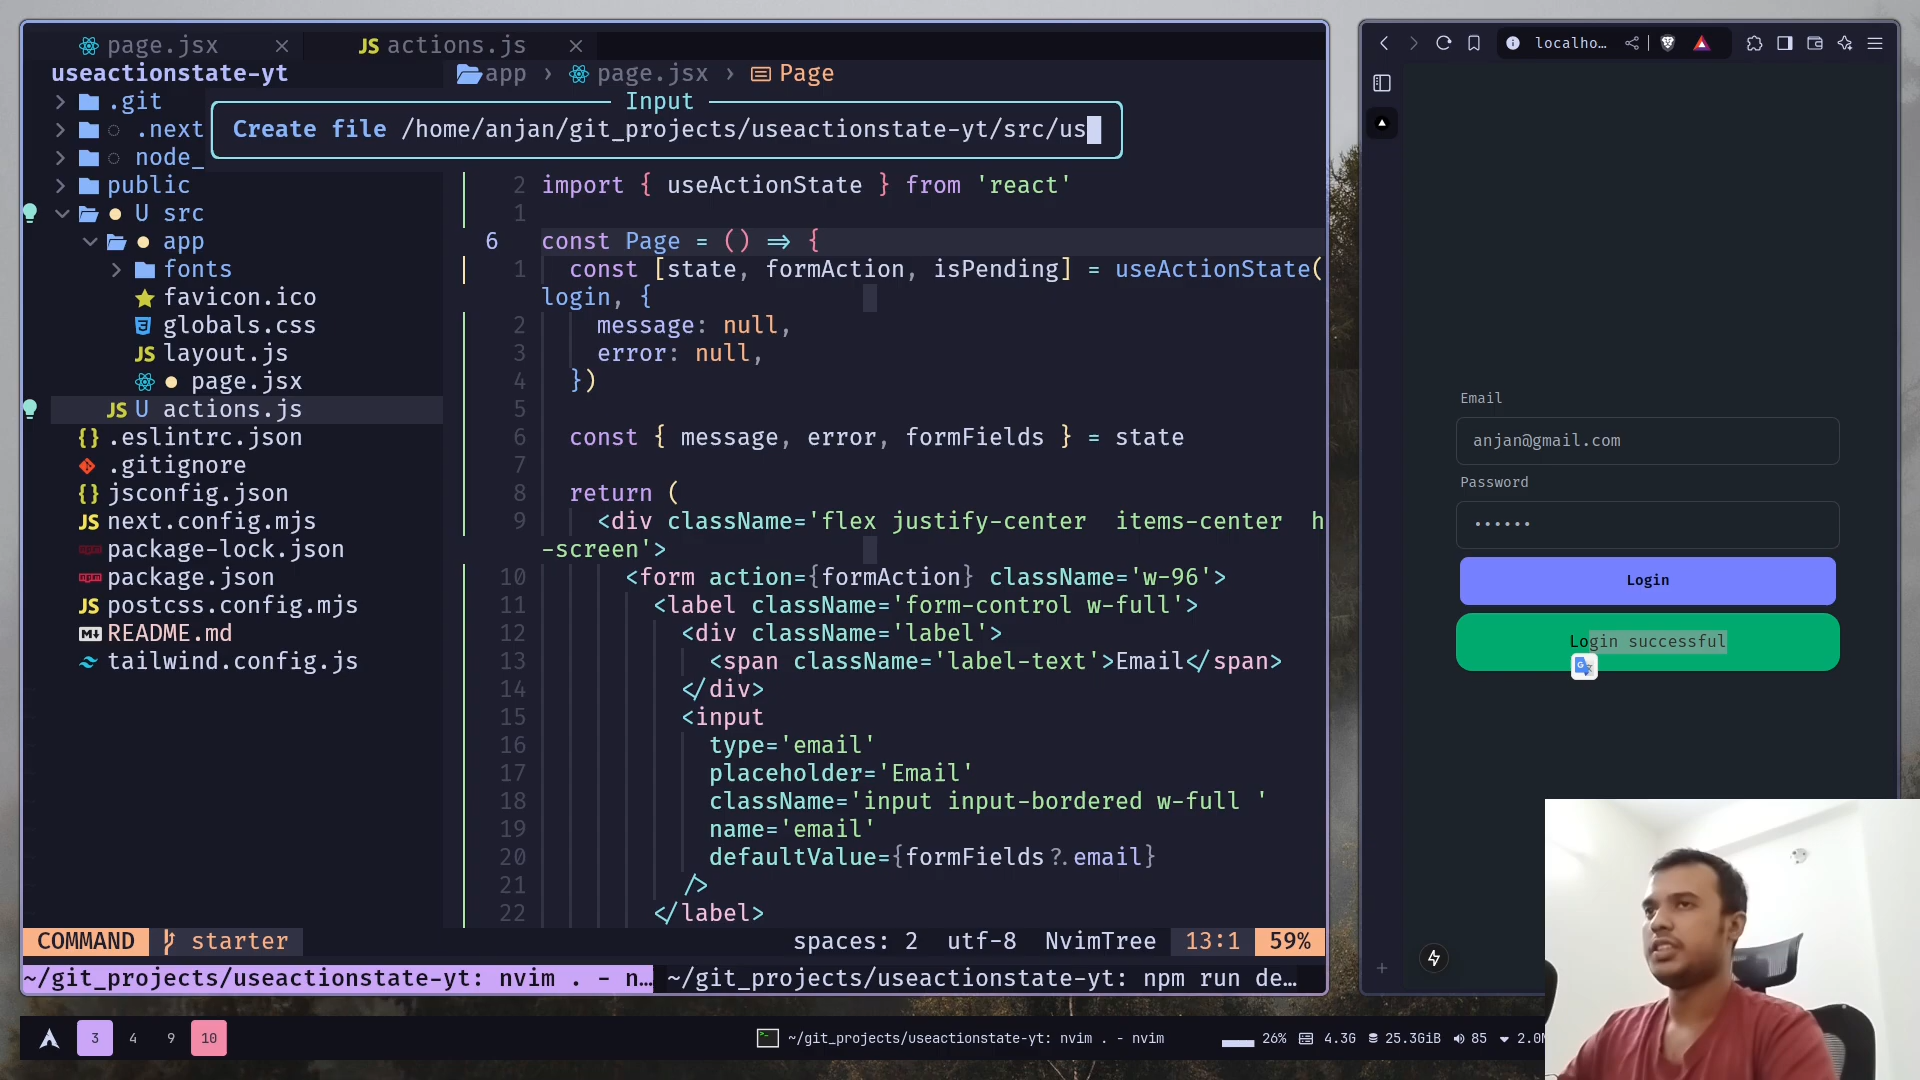 page.jsx
JS actions.js
useactionstate-yt
app › page.jsx › Page
.git
.next
node_
public
U src
U app
fonts
favicon.ico
globals.css
JS layout.js
page.jsx
JS U actions.js
{} .eslintrc.json
.gitignore
{} jsconfig.json
JS next.config.mjs
package-lock.json
package.json
JS postcss.config.mjs
README.md
tailwind.config.js
Input
Create file /home/anjan/git_projects/useactionstate-yt/src/us
2 import { useActionState } from 'react'
1
6 const Page = () => {
1 const [state, formAction, isPending] = useActionState(
login, {
2 message: null,
3 error: null,
4 })
5
6 const { message, error, formFields } = state
7
8 return (
9 <div className='flex justify-center  items-center  h
-screen'>
10 <form action={formAction} className='w-96'>
11 <label className='form-control w-full'>
12 <div className='label'>
13 <span className='label-text'>Email</span>
14 </div>
15 <input
16 type='email'
17 placeholder='Email'
18 className='input input-bordered w-full '
19 name='email'
20 defaultValue={formFields?.email}
21 />
22 </label>
COMMAND starter
spaces: 2 utf-8 NvimTree 13:1 59%
~/git_projects/useactionstate-yt: nvim . - n… ~/git_projects/useactionstate-yt: npm run de…
localho…
Email
anjan@gmail.com
Password
••••••
Login
Login successful
3 4 9 10
~/git_projects/useactionstate-yt: nvim . - nvim
26% 4.3G 25.3GiB 85 2.0M